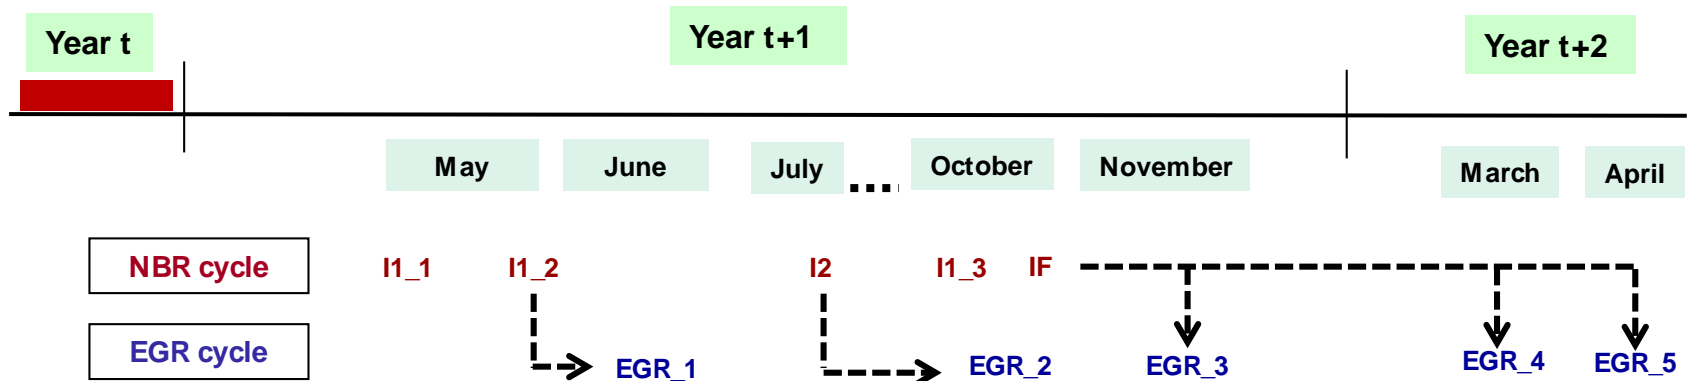 Year t
Year t+1
Year t+2
May
June
July
October
November
March
April
NBR cycle
I1_1
I1_2
I2
I1_3
IF
EGR cycle
EGR_1
EGR_2
EGR_3
EGR_4
EGR_5